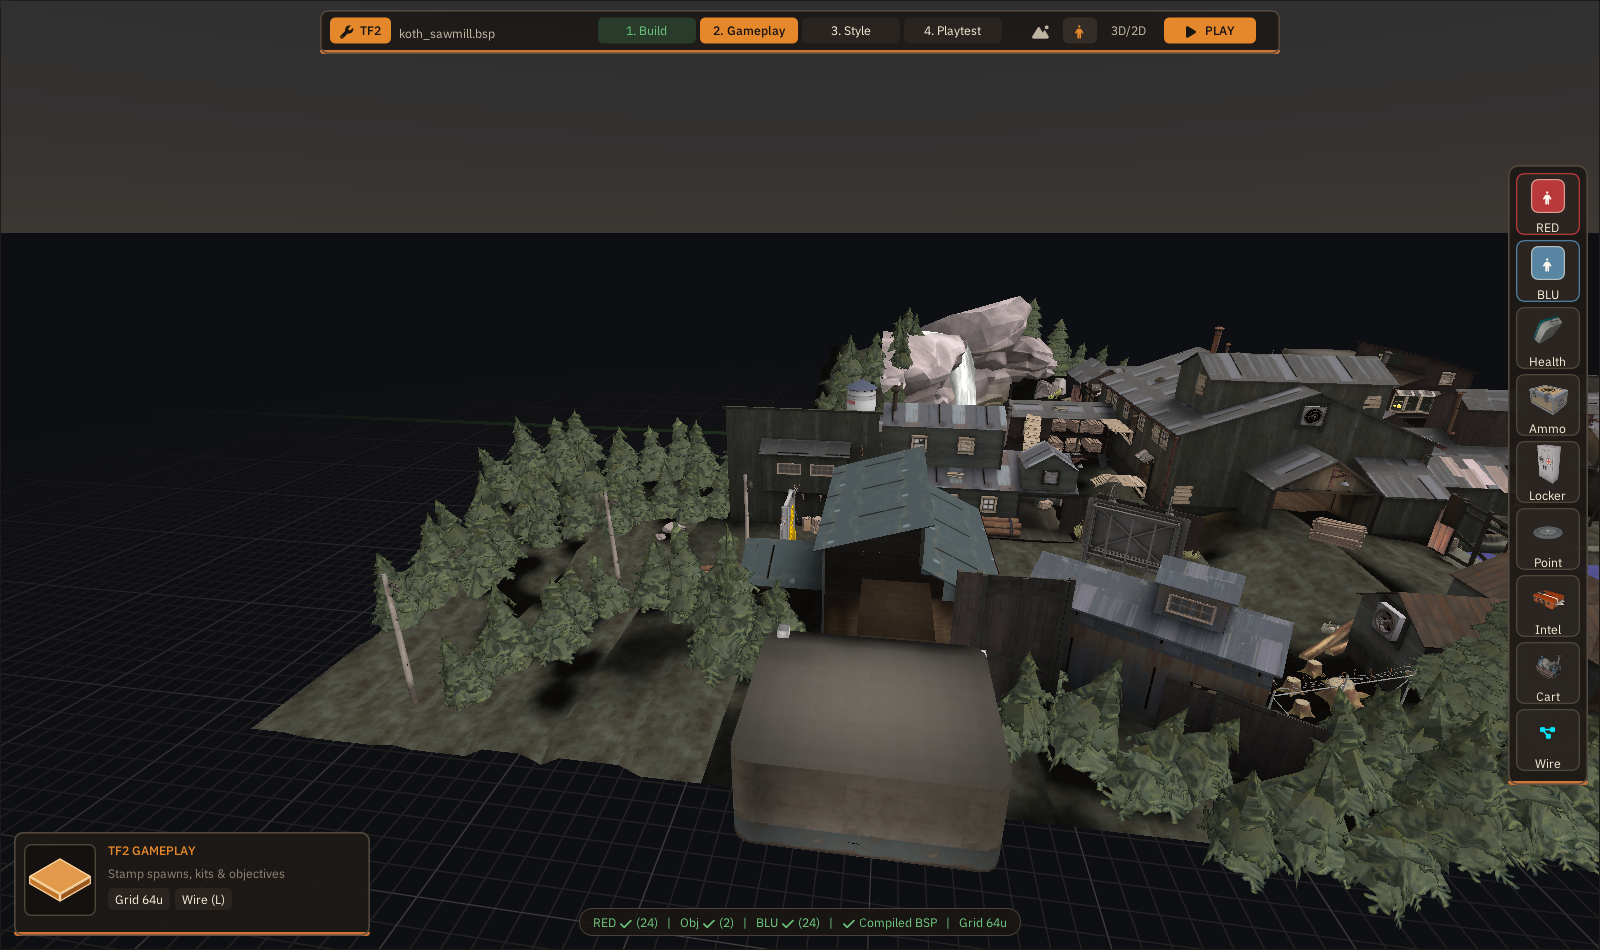 TF2
koth_sawmill.bsp
1. Build
2. Gameplay
3. Style
4. Playtest
3D/2D
PLAY
RED
BLU
Health
Ammo
Locker
Point
Intel
Cart
Wire
TF2 GAMEPLAY
Stamp spawns, kits & objectives
Grid 64u
Wire (L)
RED ✓ (24) | Obj ✓ (2) | BLU ✓ (24) | ✓ Compiled BSP | Grid 64u